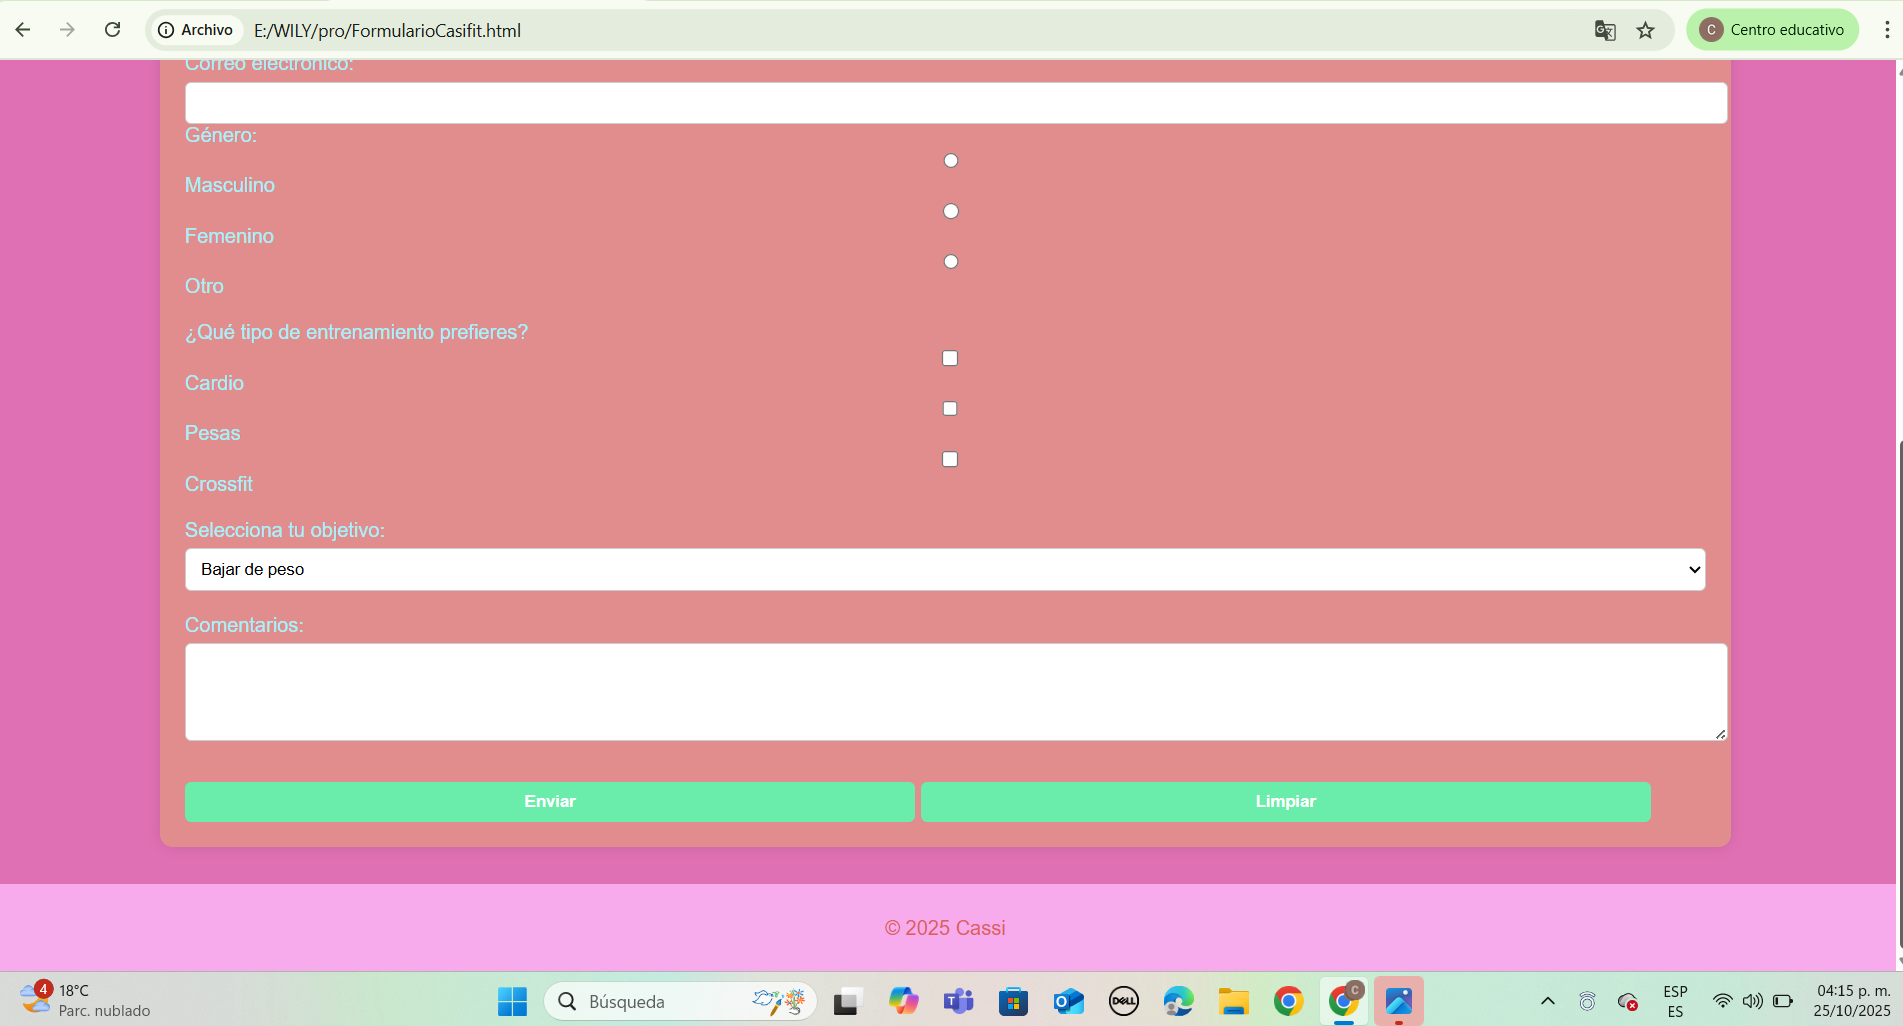 Archivo E:/WILY/pro/FormularioCasifit.html C Centro educativo
Correo electrónico:
Género:
Masculino
Femenino
Otro
¿Qué tipo de entrenamiento prefieres?
Cardio
Pesas
Crossfit
Selecciona tu objetivo:
Bajar de peso
Comentarios:
Enviar Limpiar
© 2025 Cassi
4 18°C
Parc. nublado
Búsqueda
T
O
DELL
C
ESP
ES
04:15 p. m.
25/10/2025